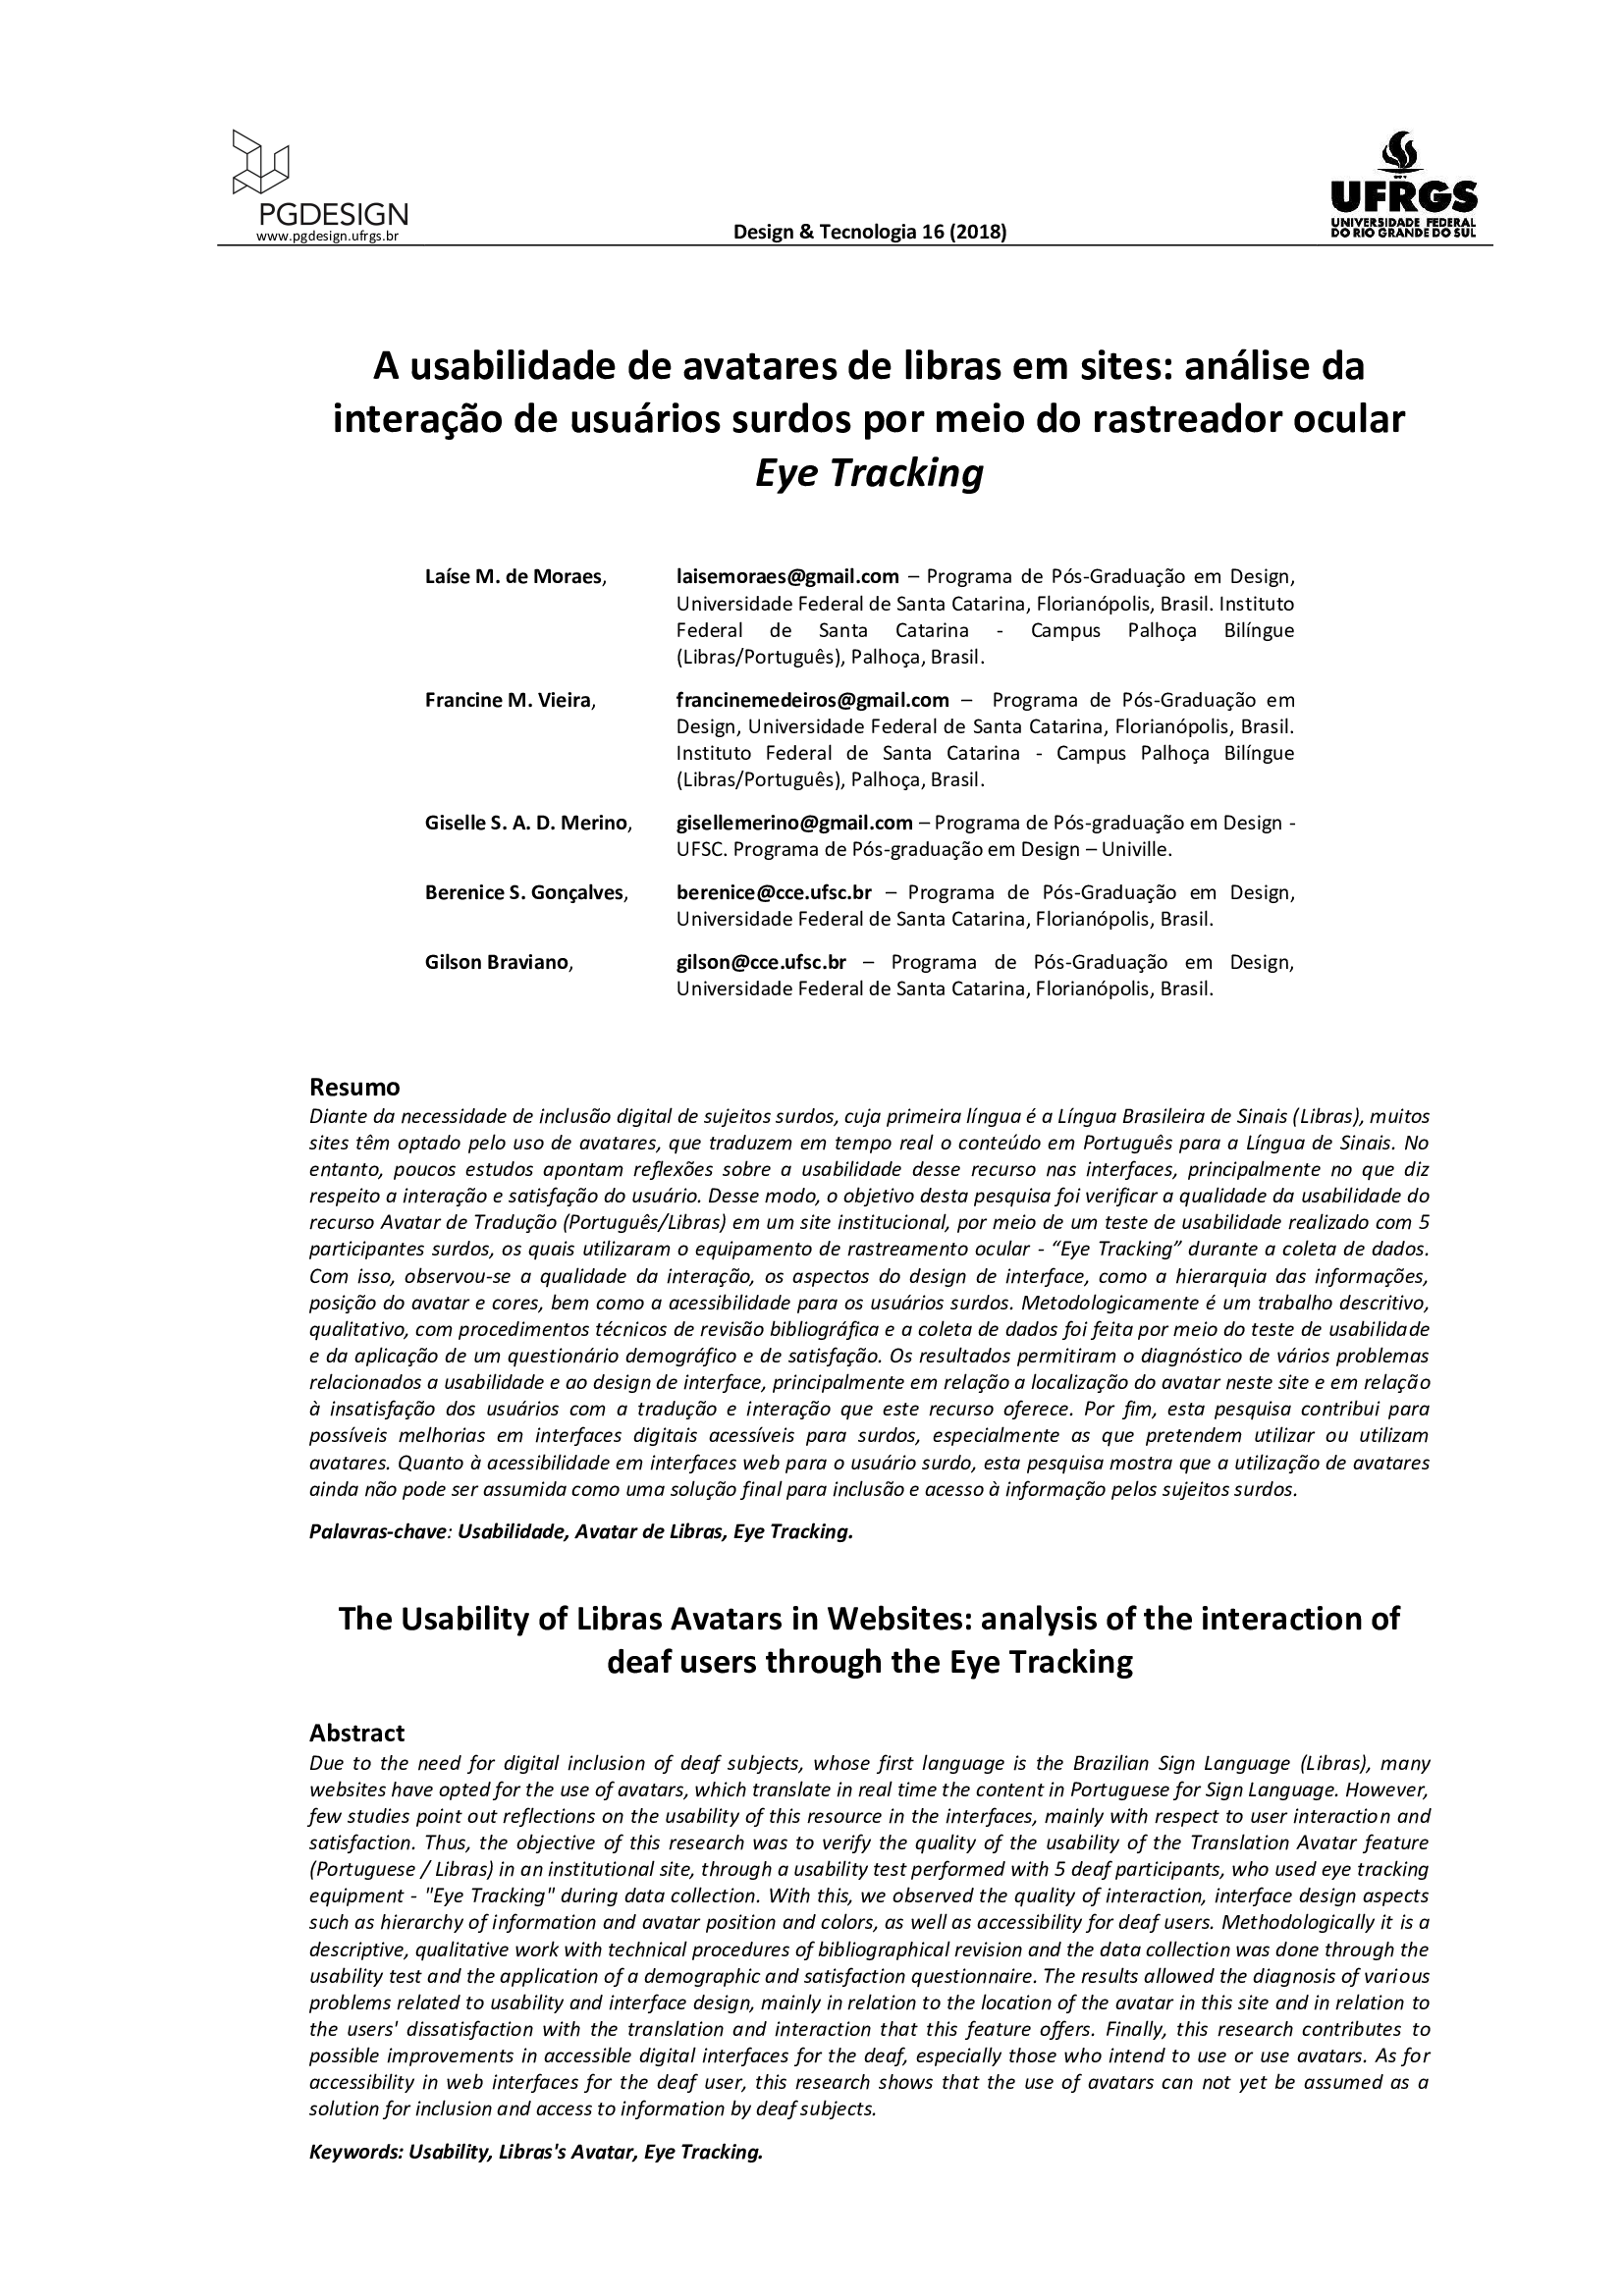 PGDESIGN
www.pgdesign.ufrgs.br
Design & Tecnologia 16 (2018)
UFRGS
UNIVERSIDADE FEDERAL
DO RIO GRANDE DO SUL
A usabilidade de avatares de libras em sites: análise da
interação de usuários surdos por meio do rastreador ocular
Eye Tracking
Laíse M. de Moraes, laisemoraes@gmail.com – Programa de Pós-Graduação em Design,
Universidade Federal de Santa Catarina, Florianópolis, Brasil. Instituto
Federal de Santa Catarina - Campus Palhoça Bilíngue
(Libras/Português), Palhoça, Brasil.
Francine M. Vieira, francinemedeiros@gmail.com – Programa de Pós-Graduação em
Design, Universidade Federal de Santa Catarina, Florianópolis, Brasil.
Instituto Federal de Santa Catarina - Campus Palhoça Bilíngue
(Libras/Português), Palhoça, Brasil.
Giselle S. A. D. Merino, gisellemerino@gmail.com – Programa de Pós-graduação em Design -
UFSC. Programa de Pós-graduação em Design – Univille.
Berenice S. Gonçalves, berenice@cce.ufsc.br – Programa de Pós-Graduação em Design,
Universidade Federal de Santa Catarina, Florianópolis, Brasil.
Gilson Braviano, gilson@cce.ufsc.br – Programa de Pós-Graduação em Design,
Universidade Federal de Santa Catarina, Florianópolis, Brasil.
Resumo
Diante da necessidade de inclusão digital de sujeitos surdos, cuja primeira língua é a Língua Brasileira de Sinais (Libras), muitos
sites têm optado pelo uso de avatares, que traduzem em tempo real o conteúdo em Português para a Língua de Sinais. No
entanto, poucos estudos apontam reflexões sobre a usabilidade desse recurso nas interfaces, principalmente no que diz
respeito a interação e satisfação do usuário. Desse modo, o objetivo desta pesquisa foi verificar a qualidade da usabilidade do
recurso Avatar de Tradução (Português/Libras) em um site institucional, por meio de um teste de usabilidade realizado com 5
participantes surdos, os quais utilizaram o equipamento de rastreamento ocular - “Eye Tracking” durante a coleta de dados.
Com isso, observou-se a qualidade da interação, os aspectos do design de interface, como a hierarquia das informações,
posição do avatar e cores, bem como a acessibilidade para os usuários surdos. Metodologicamente é um trabalho descritivo,
qualitativo, com procedimentos técnicos de revisão bibliográfica e a coleta de dados foi feita por meio do teste de usabilidade
e da aplicação de um questionário demográfico e de satisfação. Os resultados permitiram o diagnóstico de vários problemas
relacionados a usabilidade e ao design de interface, principalmente em relação a localização do avatar neste site e em relação
à insatisfação dos usuários com a tradução e interação que este recurso oferece. Por fim, esta pesquisa contribui para
possíveis melhorias em interfaces digitais acessíveis para surdos, especialmente as que pretendem utilizar ou utilizam
avatares. Quanto à acessibilidade em interfaces web para o usuário surdo, esta pesquisa mostra que a utilização de avatares
ainda não pode ser assumida como uma solução final para inclusão e acesso à informação pelos sujeitos surdos.
Palavras-chave: Usabilidade, Avatar de Libras, Eye Tracking.
The Usability of Libras Avatars in Websites: analysis of the interaction of
deaf users through the Eye Tracking
Abstract
Due to the need for digital inclusion of deaf subjects, whose first language is the Brazilian Sign Language (Libras), many
websites have opted for the use of avatars, which translate in real time the content in Portuguese for Sign Language. However,
few studies point out reflections on the usability of this resource in the interfaces, mainly with respect to user interaction and
satisfaction. Thus, the objective of this research was to verify the quality of the usability of the Translation Avatar feature
(Portuguese / Libras) in an institutional site, through a usability test performed with 5 deaf participants, who used eye tracking
equipment - "Eye Tracking" during data collection. With this, we observed the quality of interaction, interface design aspects
such as hierarchy of information and avatar position and colors, as well as accessibility for deaf users. Methodologically it is a
descriptive, qualitative work with technical procedures of bibliographical revision and the data collection was done through the
usability test and the application of a demographic and satisfaction questionnaire. The results allowed the diagnosis of various
problems related to usability and interface design, mainly in relation to the location of the avatar in this site and in relation to
the users' dissatisfaction with the translation and interaction that this feature offers. Finally, this research contributes to
possible improvements in accessible digital interfaces for the deaf, especially those who intend to use or use avatars. As for
accessibility in web interfaces for the deaf user, this research shows that the use of avatars can not yet be assumed as a
solution for inclusion and access to information by deaf subjects.
Keywords: Usability, Libras's Avatar, Eye Tracking.